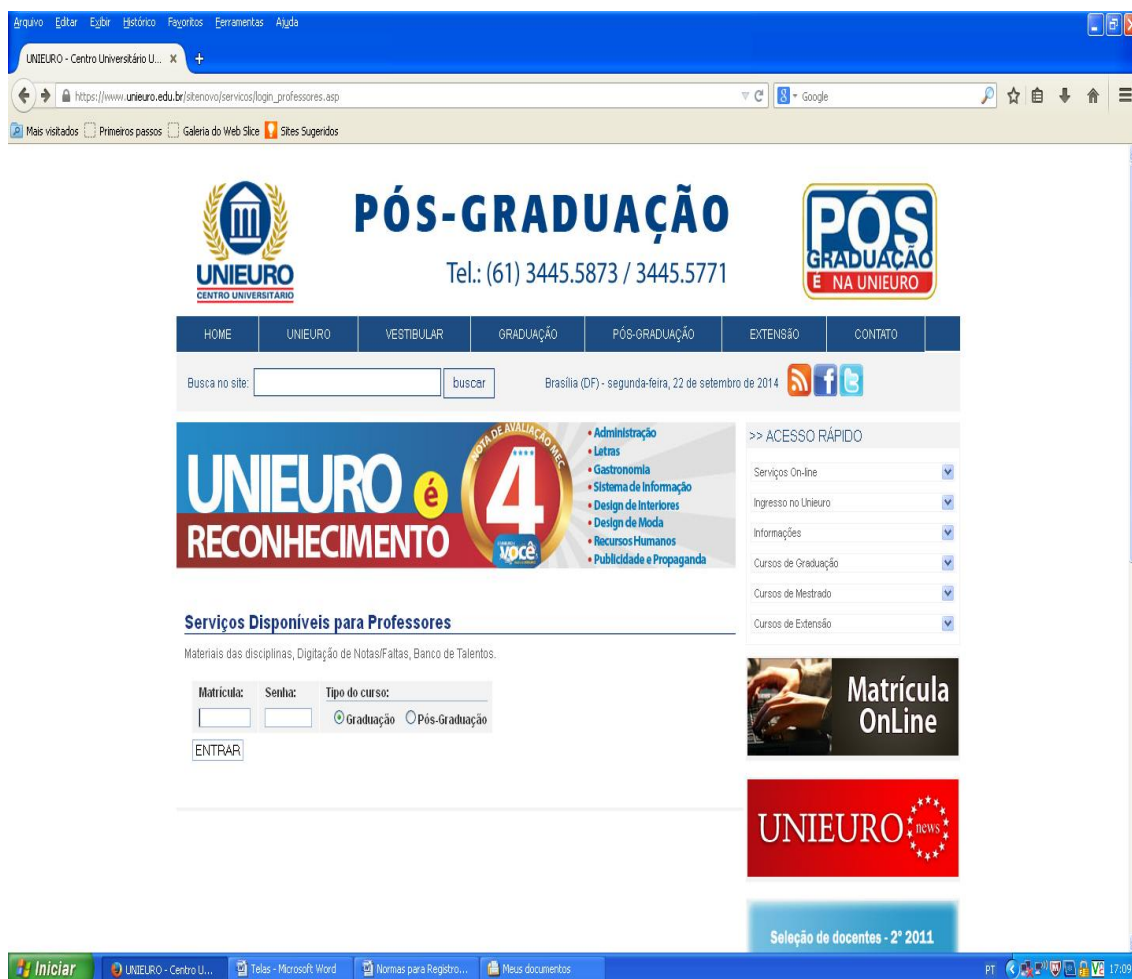 Arquivo Editar Exibir Histórico Favoritos Ferramentas Ajuda
UNIEURO - Centro Universitário U... x +
https://www.unieuro.edu.br/sitenovo/servicos/login_professores.asp
Google
Mais visitados Primeiros passos Galeria do Web Slice Sites Sugeridos
UNIEURO
CENTRO UNIVERSITÁRIO
PÓS-GRADUAÇÃO
Tel.: (61) 3445.5873 / 3445.5771
PÓS
GRADUAÇÃO
É NA UNIEURO
HOME UNIEURO VESTIBULAR GRADUAÇÃO PÓS-GRADUAÇÃO EXTENSãO CONTATO
Busca no site: buscar Brasília (DF) - segunda-feira, 22 de setembro de 2014
UNIEURO é
RECONHECIMENTO
NOTA DE AVALIAÇÃO MEC
4
você
• Administração
• Letras
• Gastronomia
• Sistema de Informação
• Design de Interiores
• Design de Moda
• Recursos Humanos
• Publicidade e Propaganda
>> ACESSO RÁPIDO
Serviços On-line
Ingresso no Unieuro
Informações
Cursos de Graduação
Cursos de Mestrado
Cursos de Extensão
Serviços Disponíveis para Professores
Materiais das disciplinas, Digitação de Notas/Faltas, Banco de Talentos.
Matrícula: Senha: Tipo do curso:
Graduação Pós-Graduação
ENTRAR
Matrícula
OnLine
UNIEURO news
Seleção de docentes - 2º 2011
Iniciar UNIEURO - Centro U... Telas - Microsoft Word Normas para Registro... Meus documentos PT 17:09